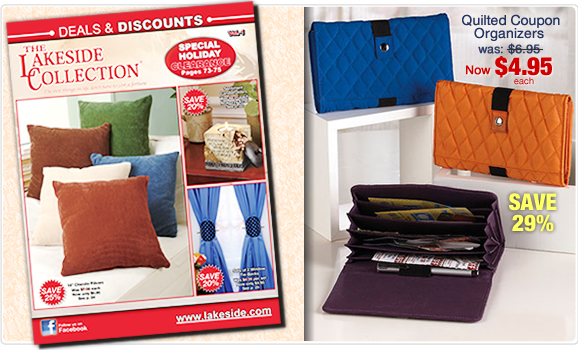 DEALS & DISCOUNTS
THE
LAKESIDE
COLLECTION
SPECIAL
HOLIDAY
CLEARANCE
Pages 73-75
SAVE
20%
SAVE
25%
SAVE
20%
Follow us on
Facebook
www.lakeside.com
Quilted Coupon
Organizers
was: $6.95
Now $4.95
each
SAVE
29%